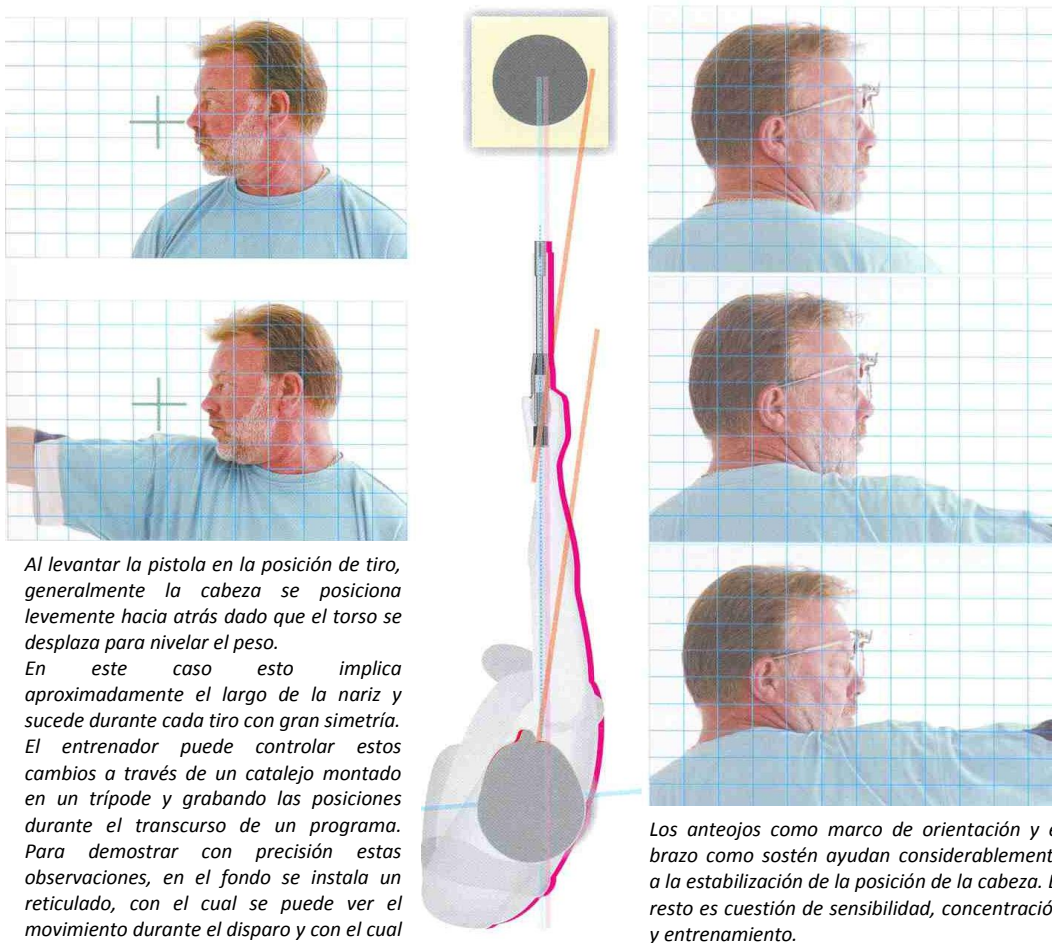 Al levantar la pistola en la posición de tiro,
generalmente la cabeza se posiciona
levemente hacia atrás dado que el torso se
desplaza para nivelar el peso.
En este caso esto implica
aproximadamente el largo de la nariz y
sucede durante cada tiro con gran simetría.
El entrenador puede controlar estos
cambios a través de un catalejo montado
en un trípode y grabando las posiciones
durante el transcurso de un programa.
Para demostrar con precisión estas
observaciones, en el fondo se instala un
reticulado, con el cual se puede ver el
movimiento durante el disparo y con el cual
Los anteojos como marco de orientación y
brazo como sostén ayudan considerablement
a la estabilización de la posición de la cabeza.
resto es cuestión de sensibilidad, concentració
y entrenamiento.